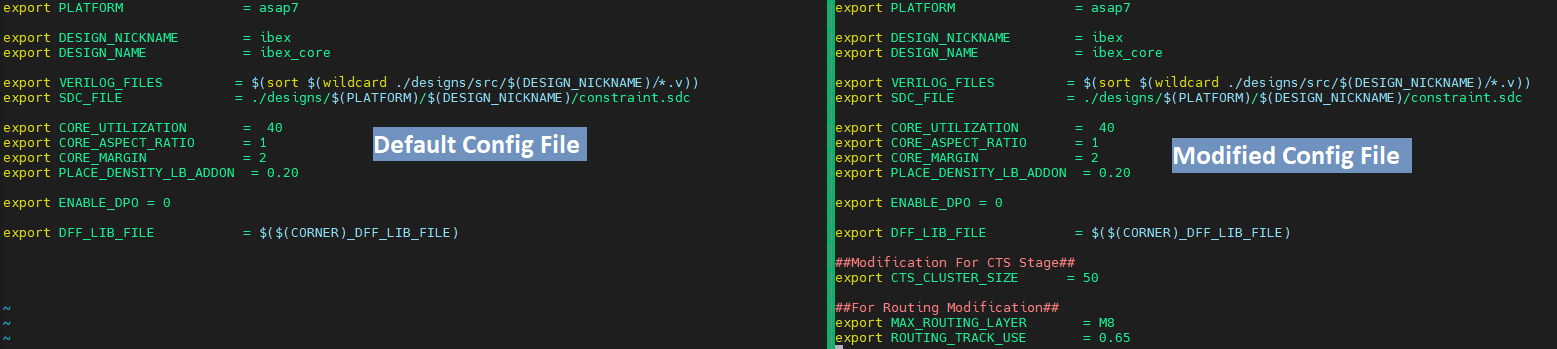 export PLATFORM = asap7
export DESIGN_NICKNAME = ibex
export DESIGN_NAME = ibex_core
export VERILOG_FILES = $(sort $(wildcard ./designs/src/$(DESIGN_NICKNAME)/*.v))
export SDC_FILE = ./designs/$(PLATFORM)/$(DESIGN_NICKNAME)/constraint.sdc
export CORE_UTILIZATION = 40
export CORE_ASPECT_RATIO = 1
export CORE_MARGIN = 2
export PLACE_DENSITY_LB_ADDON = 0.20
export ENABLE_DPO = 0
export DFF_LIB_FILE = $($(CORNER)_DFF_LIB_FILE)
~
~
~
Default Config File
export PLATFORM = asap7
export DESIGN_NICKNAME = ibex
export DESIGN_NAME = ibex_core
export VERILOG_FILES = $(sort $(wildcard ./designs/src/$(DESIGN_NICKNAME)/*.v))
export SDC_FILE = ./designs/$(PLATFORM)/$(DESIGN_NICKNAME)/constraint.sdc
export CORE_UTILIZATION = 40
export CORE_ASPECT_RATIO = 1
export CORE_MARGIN = 2
export PLACE_DENSITY_LB_ADDON = 0.20
export ENABLE_DPO = 0
export DFF_LIB_FILE = $($(CORNER)_DFF_LIB_FILE)
##Modification For CTS Stage##
export CTS_CLUSTER_SIZE = 50
##For Routing Modification##
export MAX_ROUTING_LAYER = M8
export ROUTING_TRACK_USE = 0.65
Modified Config File